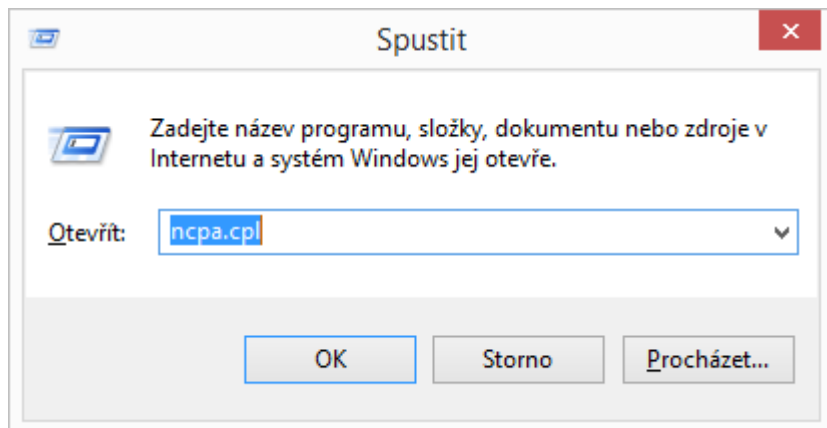 Spustit
Zadejte název programu, složky, dokumentu nebo zdroje v
Internetu a systém Windows jej otevře.
Otevřít:
ncpa.cpl
OK
Storno
Procházet...